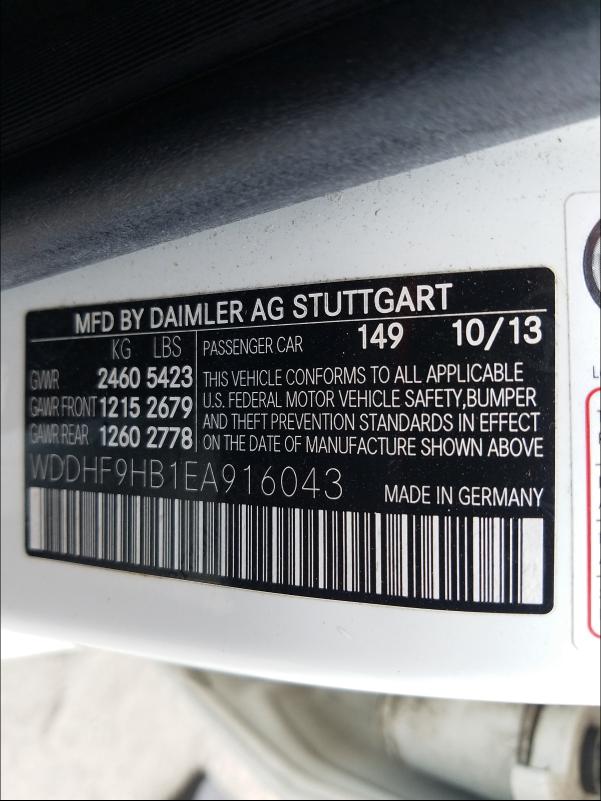 MFD BY DAIMLER AG STUTTGART
KG LBS
GVWR 2460 5423
GAWR FRONT 1215 2679
GAWR REAR 1260 2778
PASSENGER CAR 149 10/13
THIS VEHICLE CONFORMS TO ALL APPLICABLE
U.S. FEDERAL MOTOR VEHICLE SAFETY,BUMPER
AND THEFT PREVENTION STANDARDS IN EFFECT
ON THE DATE OF MANUFACTURE SHOWN ABOVE
WDDHF9HB1EA916043
MADE IN GERMANY